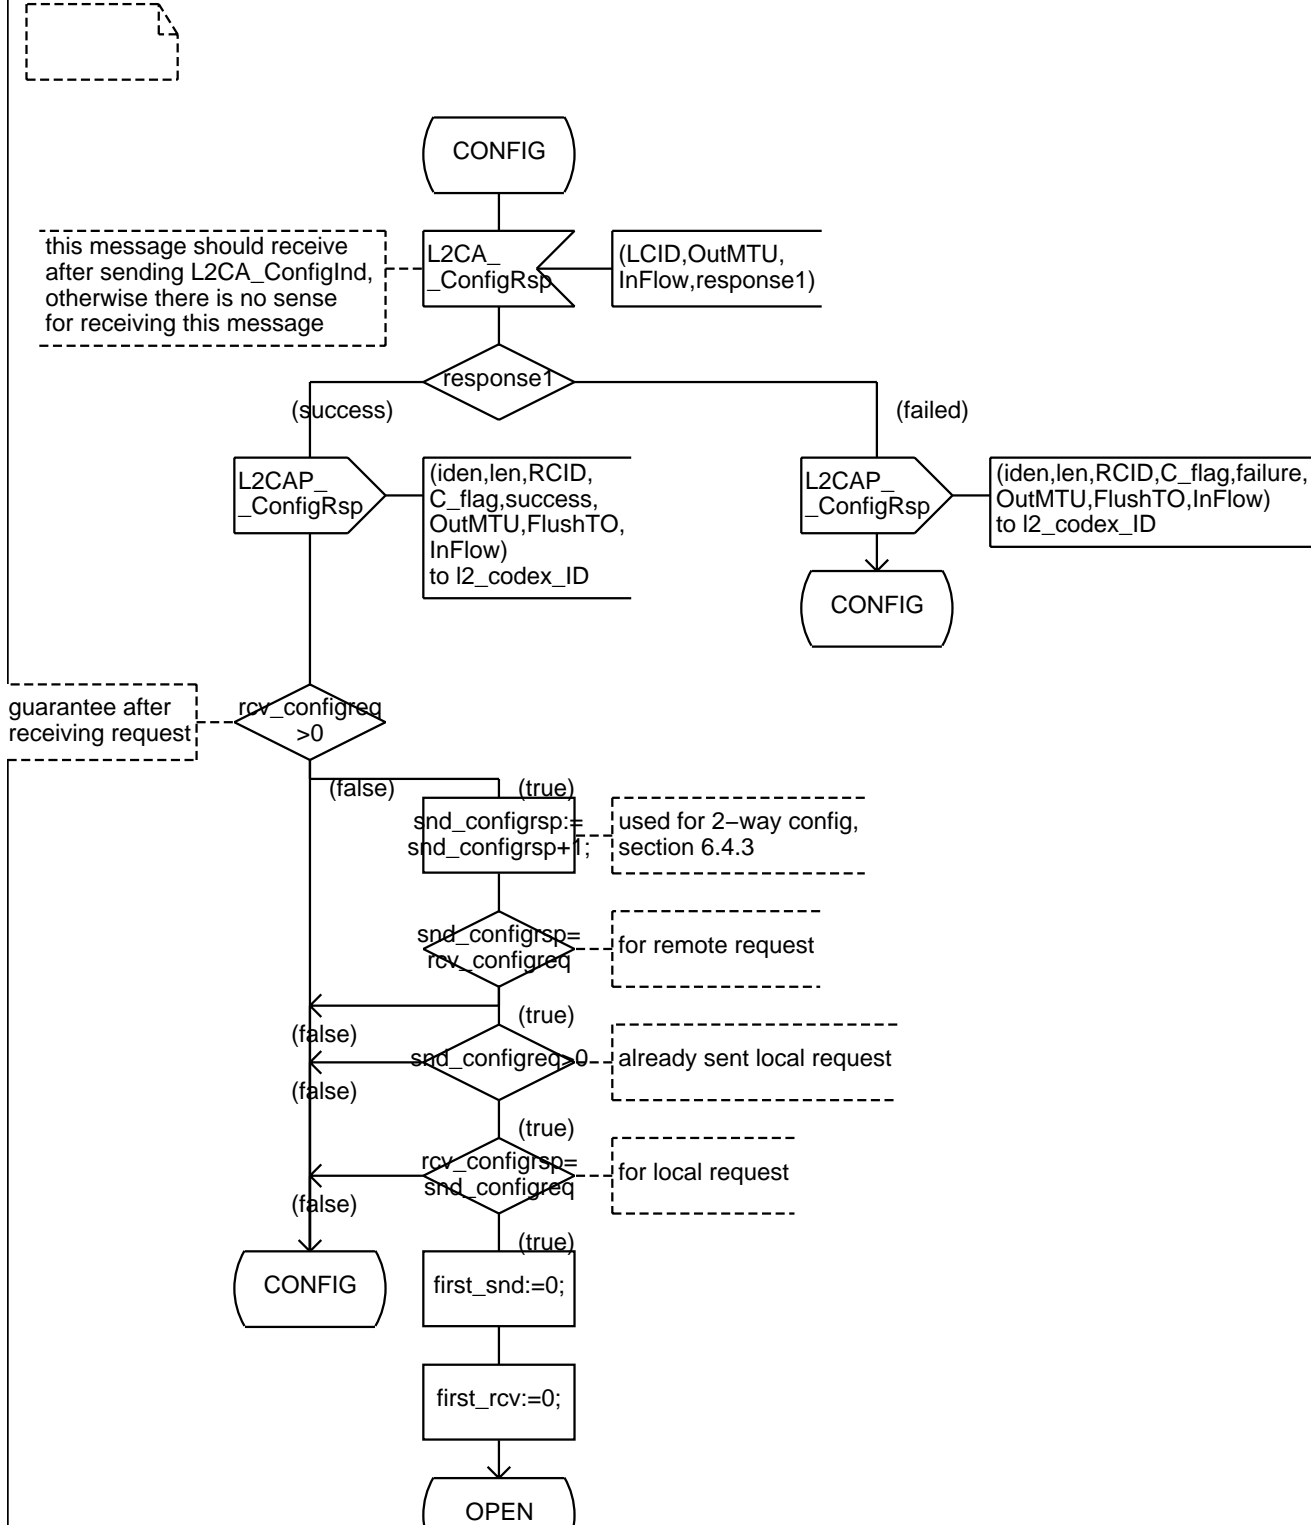 CONFIG
this message should receive
after sending L2CA_ConfigInd,
otherwise there is no sense
for receiving this message
L2CA_
_ConfigRsp
(LCID,OutMTU,
InFlow,response1)
response1
(success)
(failed)
L2CAP_
_ConfigRsp
(iden,len,RCID,
C_flag,success,
OutMTU,FlushTO,
InFlow)
to l2_codex_ID
L2CAP_
_ConfigRsp
(iden,len,RCID,C_flag,failure,
OutMTU,FlushTO,InFlow)
to l2_codex_ID
CONFIG
guarantee after
receiving request
rcv_configreq
>0
(false)
(true)
snd_configrsp:=
snd_configrsp+1;
used for 2−way config,
section 6.4.3
snd_configrsp=
rcv_configreq
for remote request
(true)
(false)
snd_configreq>0
already sent local request
(false)
(true)
rcv_configrsp=
snd_configreq
for local request
(false)
(true)
CONFIG
first_snd:=0;
first_rcv:=0;
OPEN